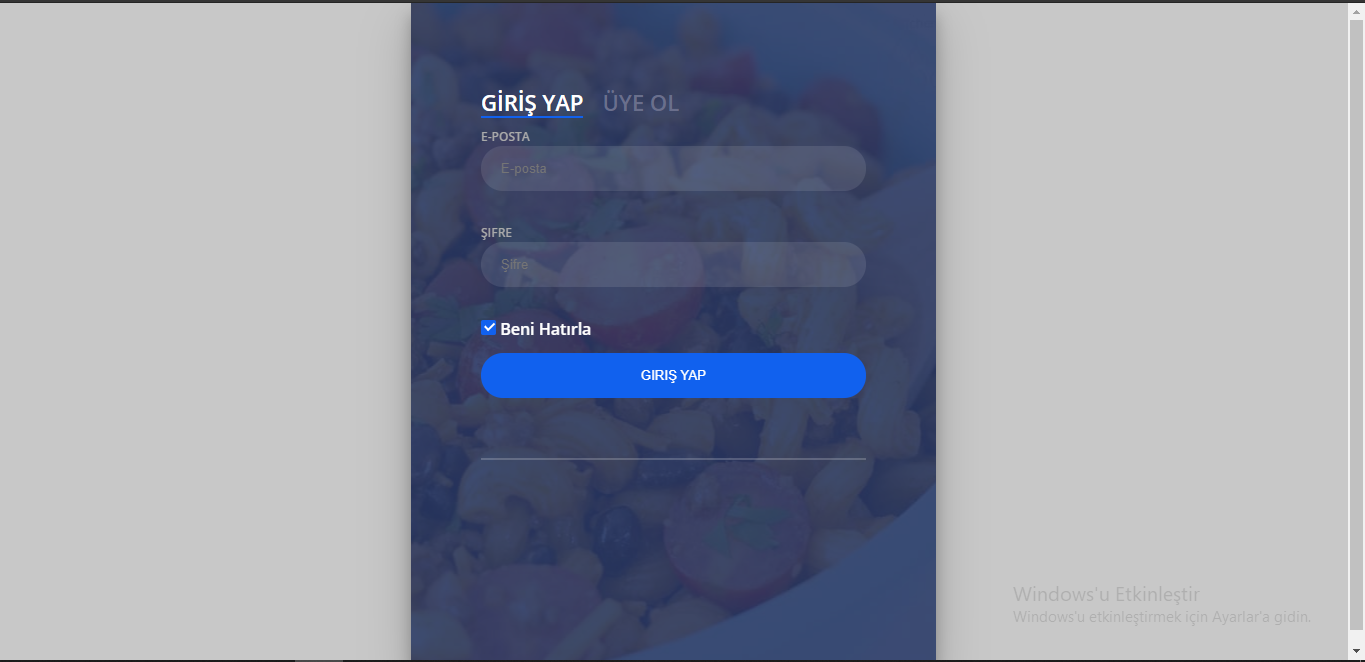 GİRİŞ YAP ÜYE OL
E-POSTA
E-posta
ŞIFRE
Şifre
Beni Hatırla
GIRIŞ YAP
Windows'u Etkinleştir
Windows'u etkinleştirmek için Ayarlar'a gidin.